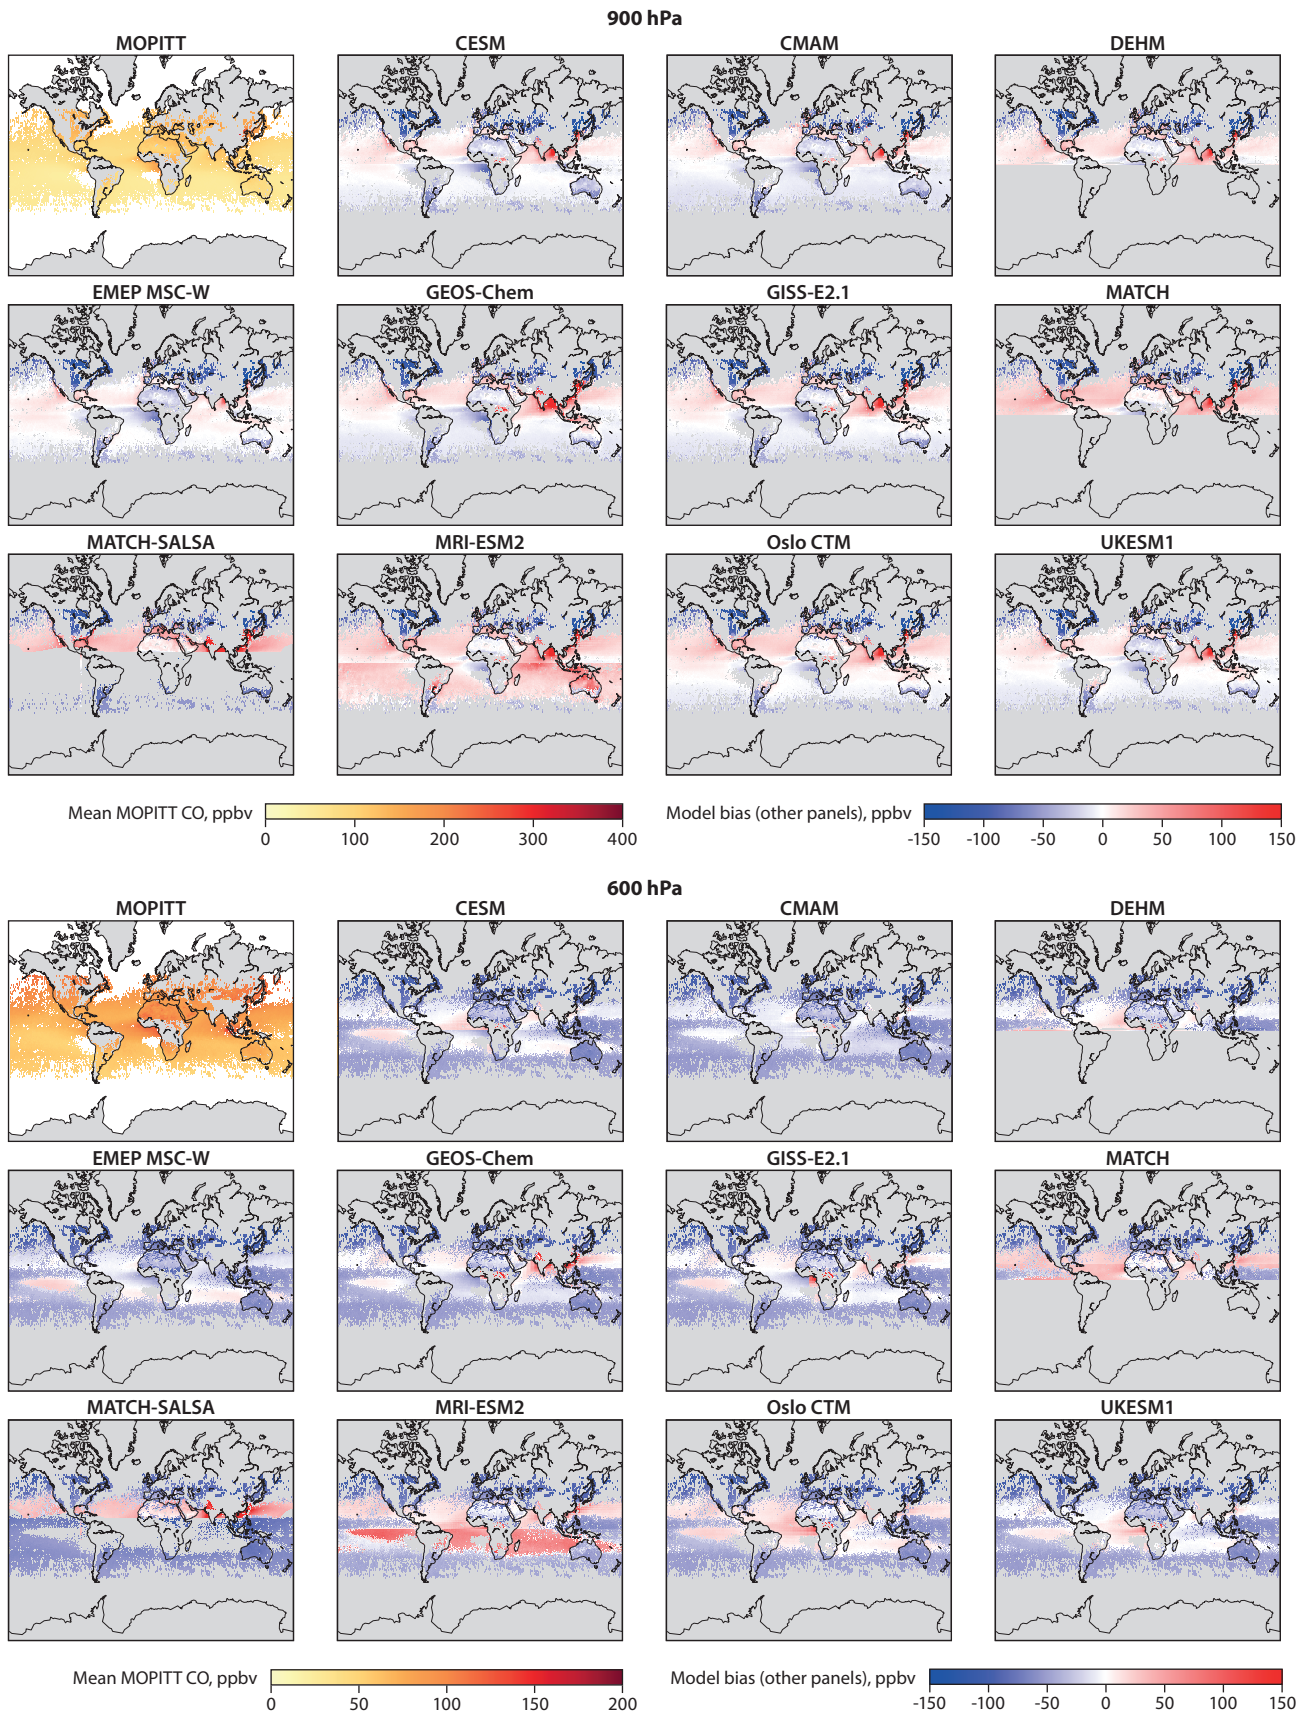 900 hPa
MOPITT CESM CMAM DEHM
EMEP MSC-W GEOS-Chem GISS-E2.1 MATCH
MATCH-SALSA MRI-ESM2 Oslo CTM UKESM1
Mean MOPITT CO, ppbv
0 100 200 300 400
Model bias (other panels), ppbv
-150 -100 -50 0 50 100 150
600 hPa
MOPITT CESM CMAM DEHM
EMEP MSC-W GEOS-Chem GISS-E2.1 MATCH
MATCH-SALSA MRI-ESM2 Oslo CTM UKESM1
Mean MOPITT CO, ppbv
0 50 100 150 200
Model bias (other panels), ppbv
-150 -100 -50 0 50 100 150